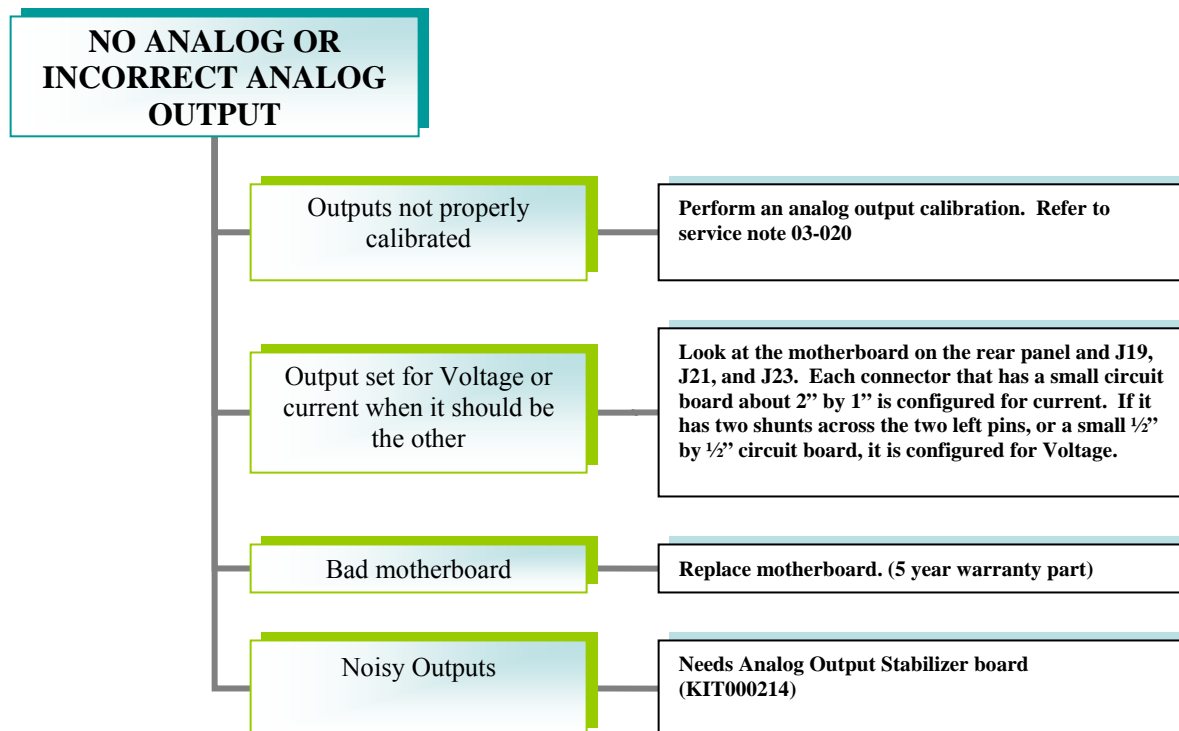 NO ANALOG OR
INCORRECT ANALOG
OUTPUT
Outputs not properly
calibrated
Perform an analog output calibration.  Refer to
service note 03-020
Output set for Voltage or
current when it should be
the other
Look at the motherboard on the rear panel and J19,
J21, and J23.  Each connector that has a small circuit
board about 2” by 1” is configured for current.  If it
has two shunts across the two left pins, or a small ½”
by ½” circuit board, it is configured for Voltage.
Bad motherboard
Replace motherboard. (5 year warranty part)
Noisy Outputs
Needs Analog Output Stabilizer board
(KIT000214)